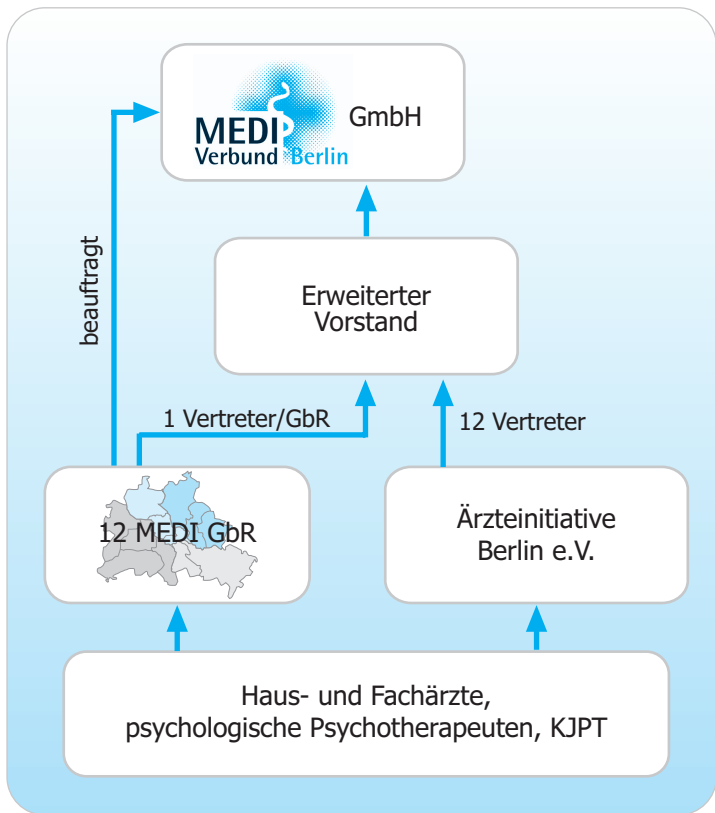 MEDI
Verbund Berlin
GmbH
beauftragt
Erweiterter
Vorstand
1 Vertreter/GbR
12 Vertreter
12 MEDI GbR
Ärzteinitiative
Berlin e.V.
Haus- und Fachärzte,
psychologische Psychotherapeuten, KJPT